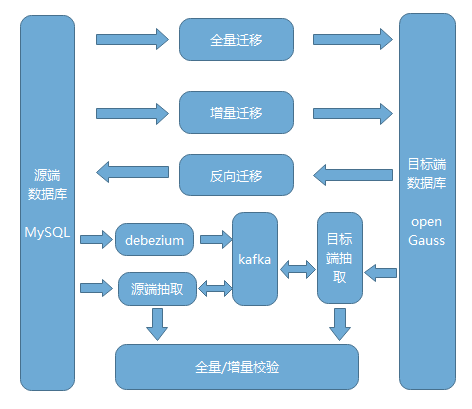 源端
数据库
MySQL
全量迁移
增量迁移
反向迁移
debezium
源端抽取
kafka
目标
端抽
取
全量/增量校验
目标端
数据库
open
Gauss